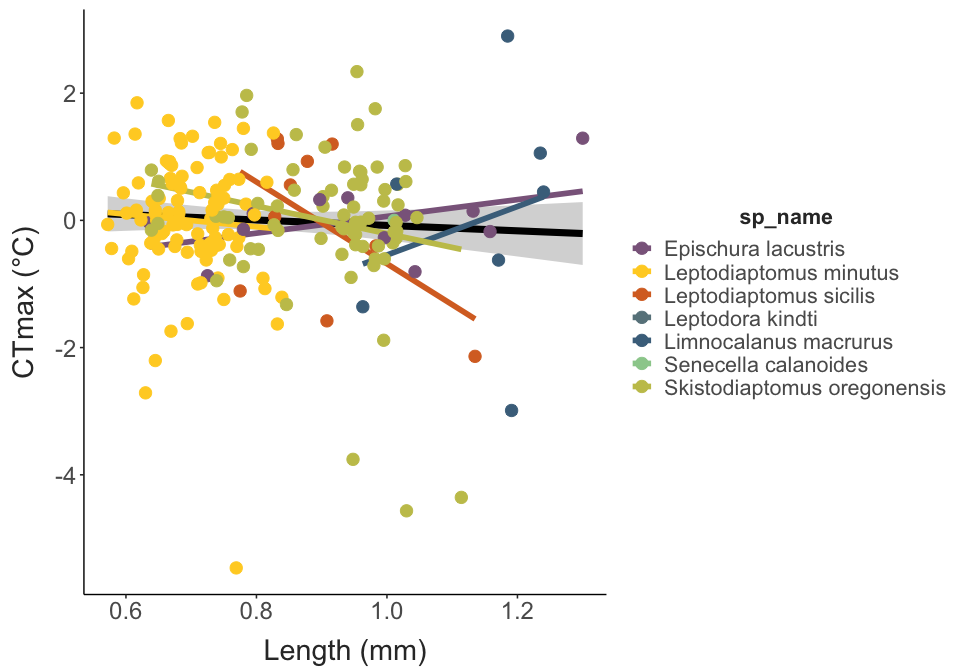 CTmax (°C)
2
0
-2
-4
0.6 0.8 1.0 1.2
Length (mm)
sp_name
Epischura lacustris
Leptodiaptomus minutus
Leptodiaptomus sicilis
Leptodora kindti
Limnocalanus macrurus
Senecella calanoides
Skistodiaptomus oregonensis